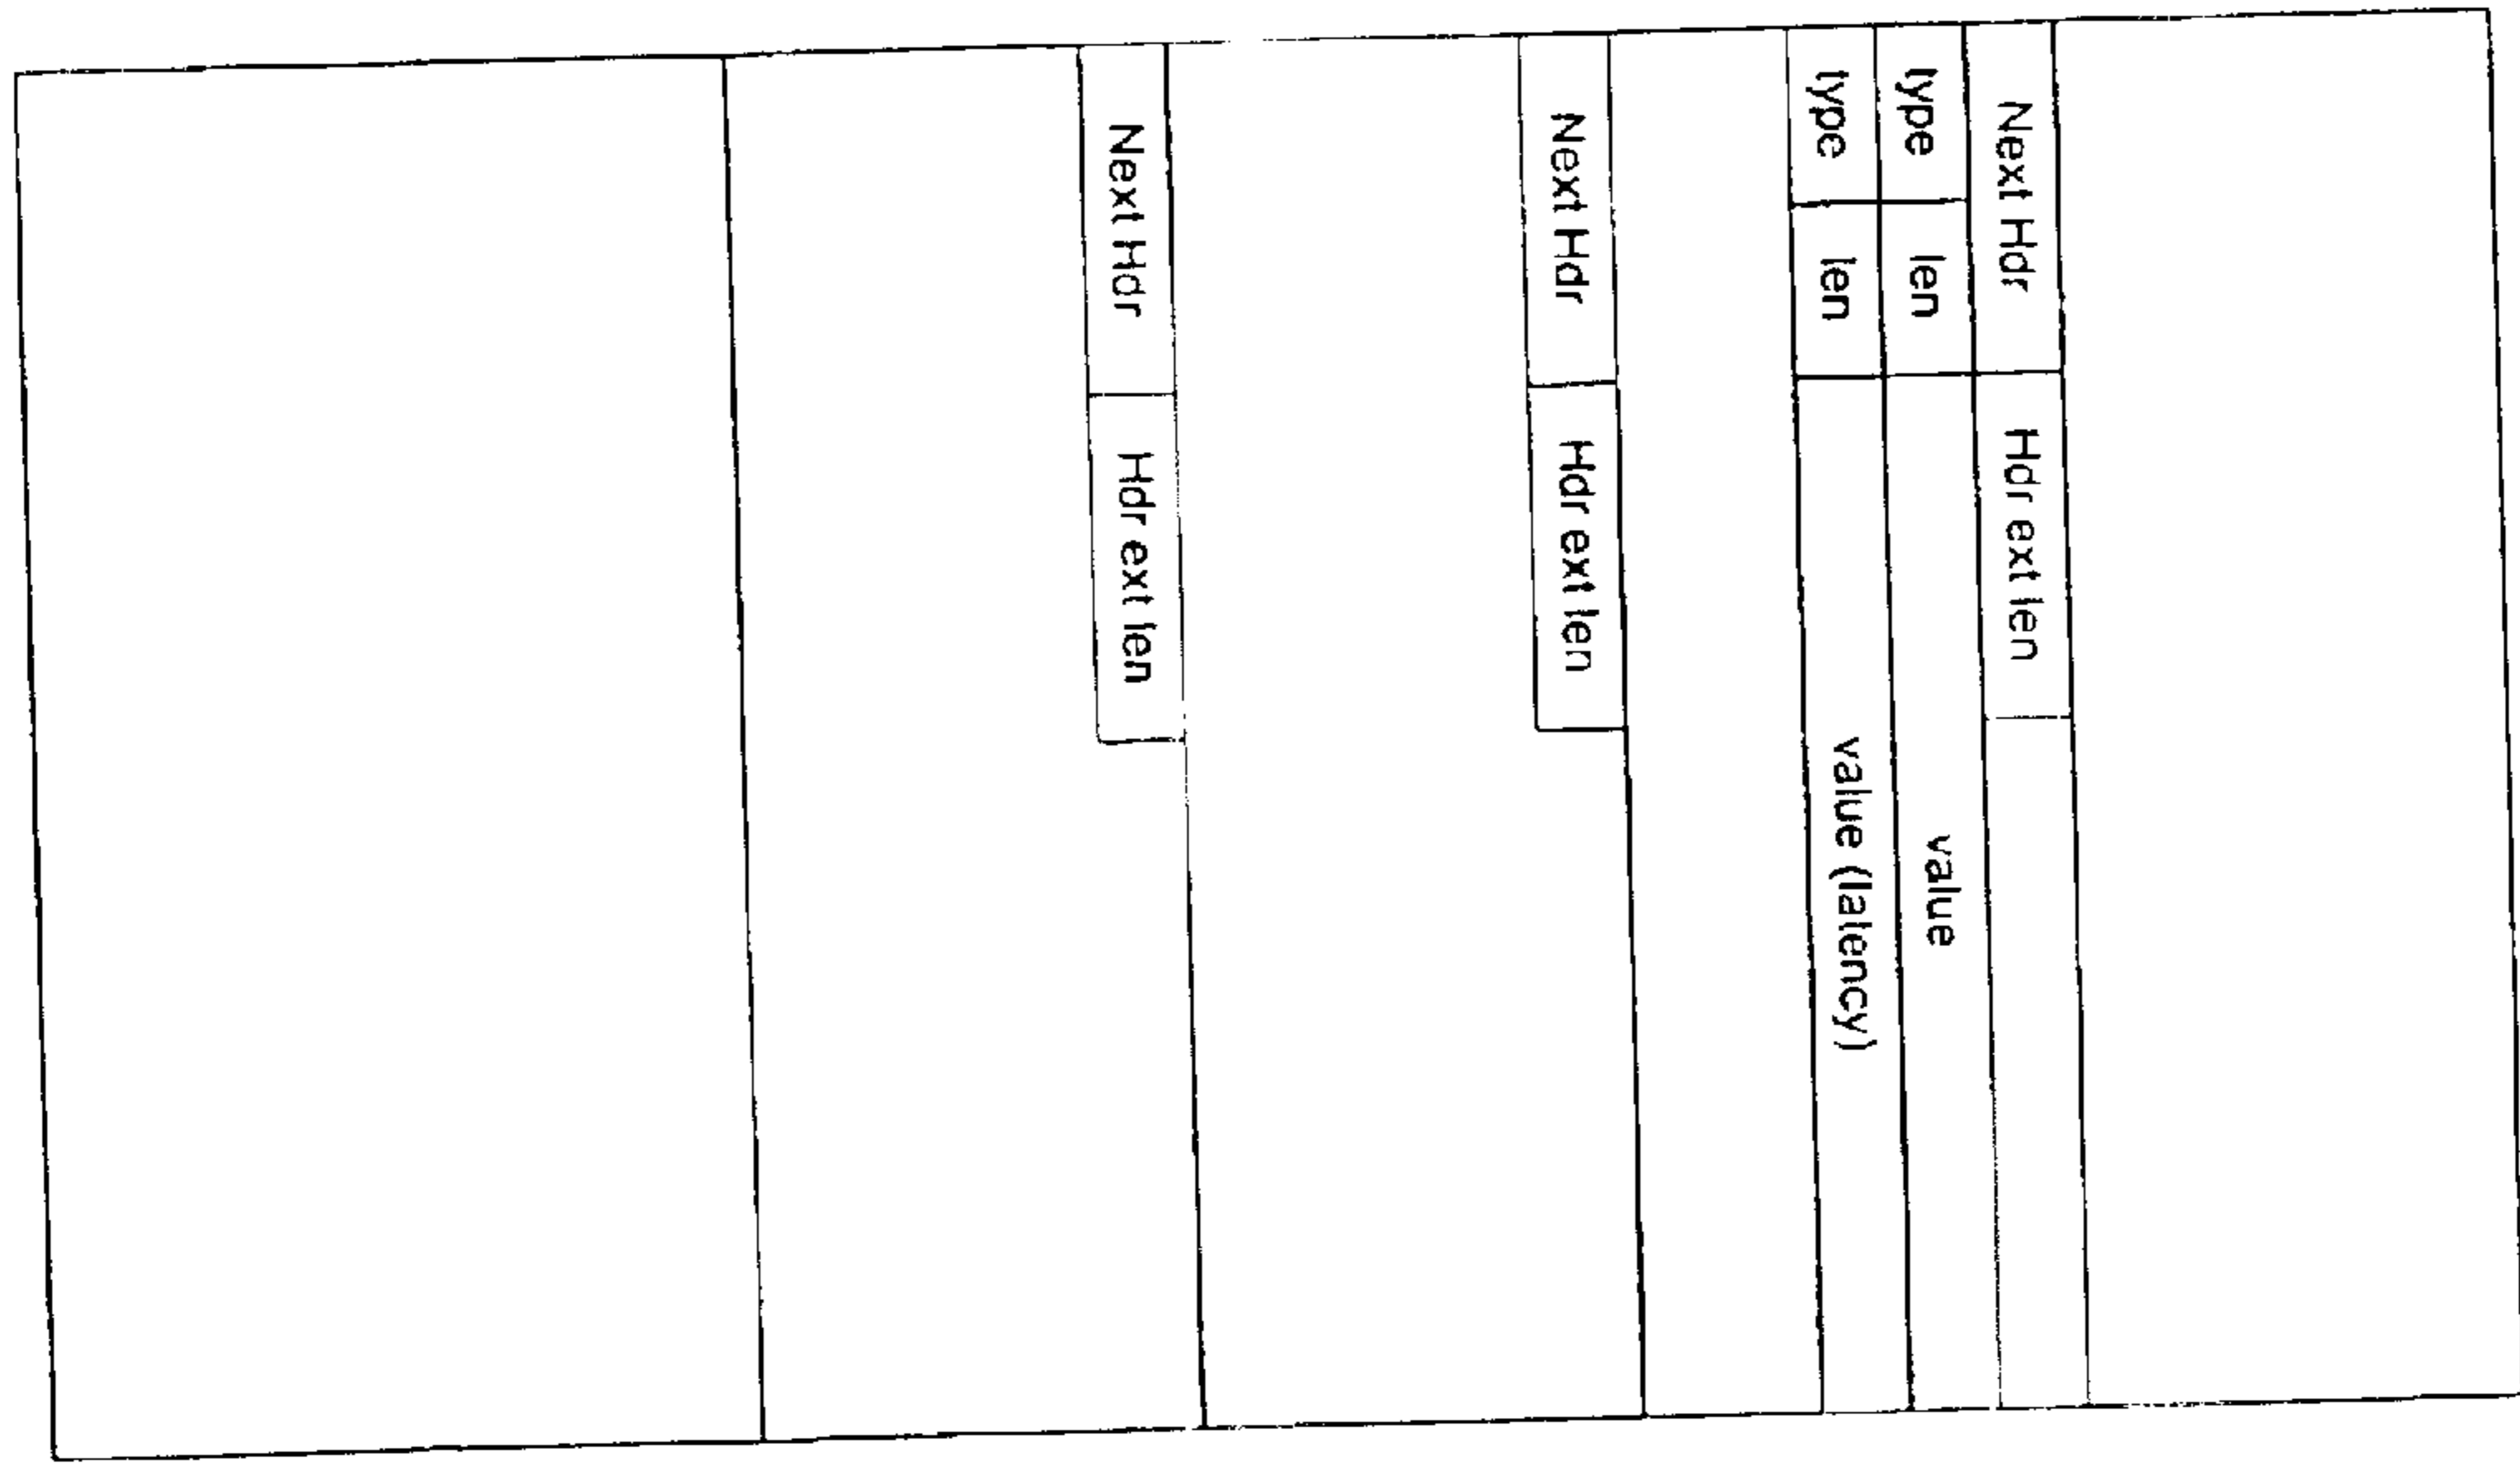 Next Hdr Hdr ext len
type len value
type len value (latency)
Next Hdr Hdr ext len
Next Hdr Hdr ext len